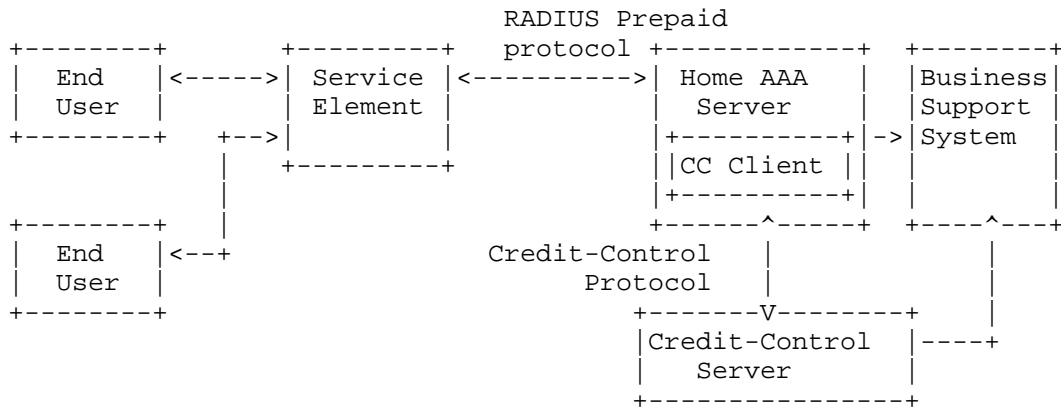 RADIUS Prepaid
protocol
End User
Service Element
Home AAA Server
CC Client
Business Support System
End User
Credit-Control Protocol
Credit-Control Server